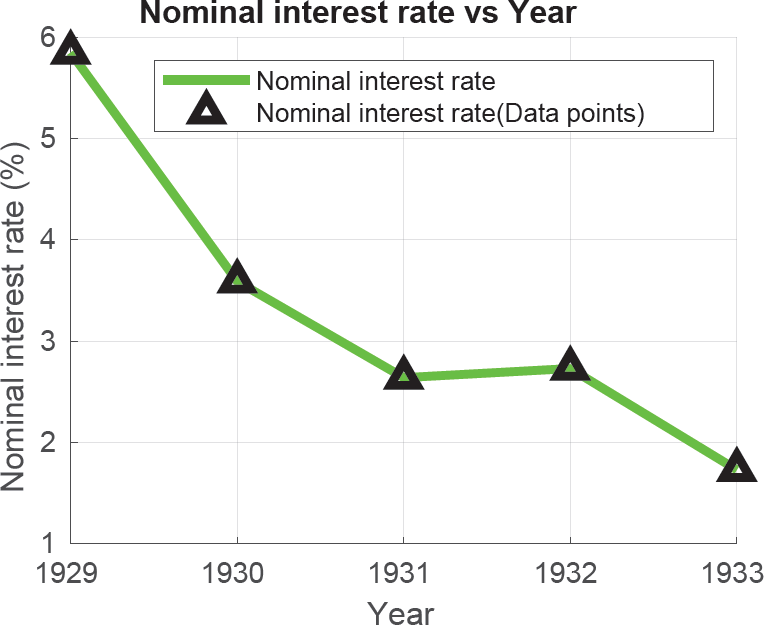 Nominal interest rate vs Year
6
Nominal interest rate
Nominal interest rate(Data points)
5
4
3
2
1
Nominal interest rate (%)
1929 1930 1931 1932 1933
Year